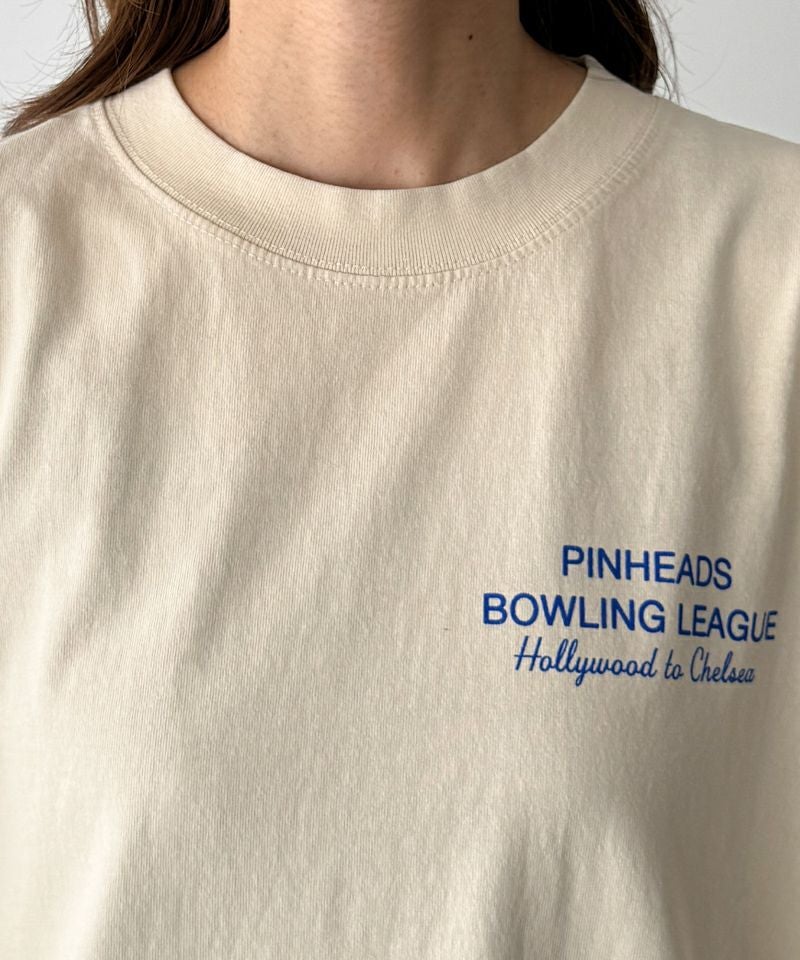 PINHEADS
BOWLING LEAGUE
Hollywood to Chelsea